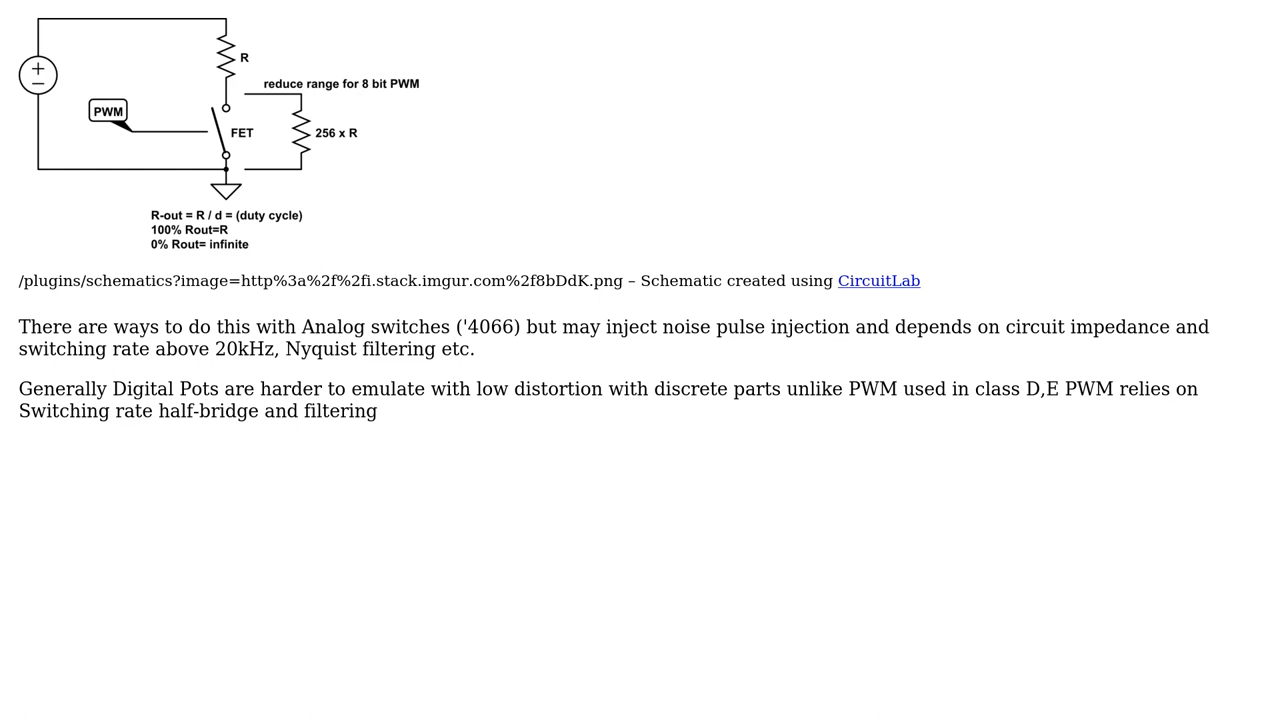 R
reduce range for 8 bit PWM
PWM
FET
256 x R
R-out = R / d = (duty cycle)
100% Rout=R
0% Rout= infinite
/plugins/schematics?image=http%3a%2f%2fi.stack.imgur.com%2f8bDdK.png – Schematic created using CircuitLab
There are ways to do this with Analog switches ('4066) but may inject noise pulse injection and depends on circuit impedance and
switching rate above 20kHz, Nyquist filtering etc.
Generally Digital Pots are harder to emulate with low distortion with discrete parts unlike PWM used in class D,E PWM relies on
Switching rate half-bridge and filtering